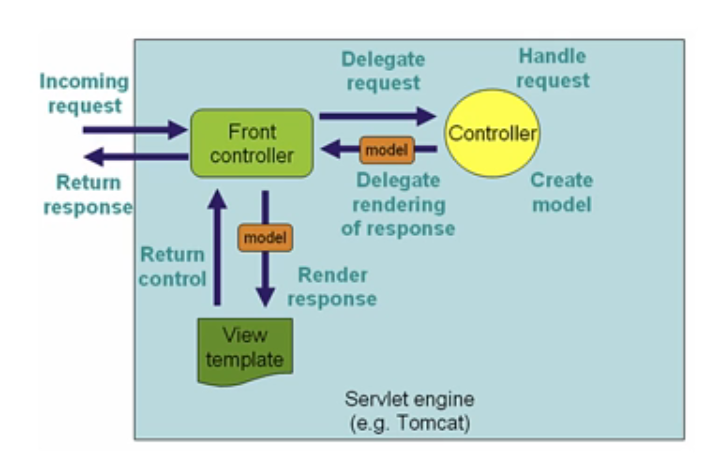 Incoming
request
Return
response
Front
controller
Delegate
request
Handle
request
Controller
model
Delegate
rendering
of response
Create
model
Return
control
model
Render
response
View
template
Servlet engine
(e.g. Tomcat)